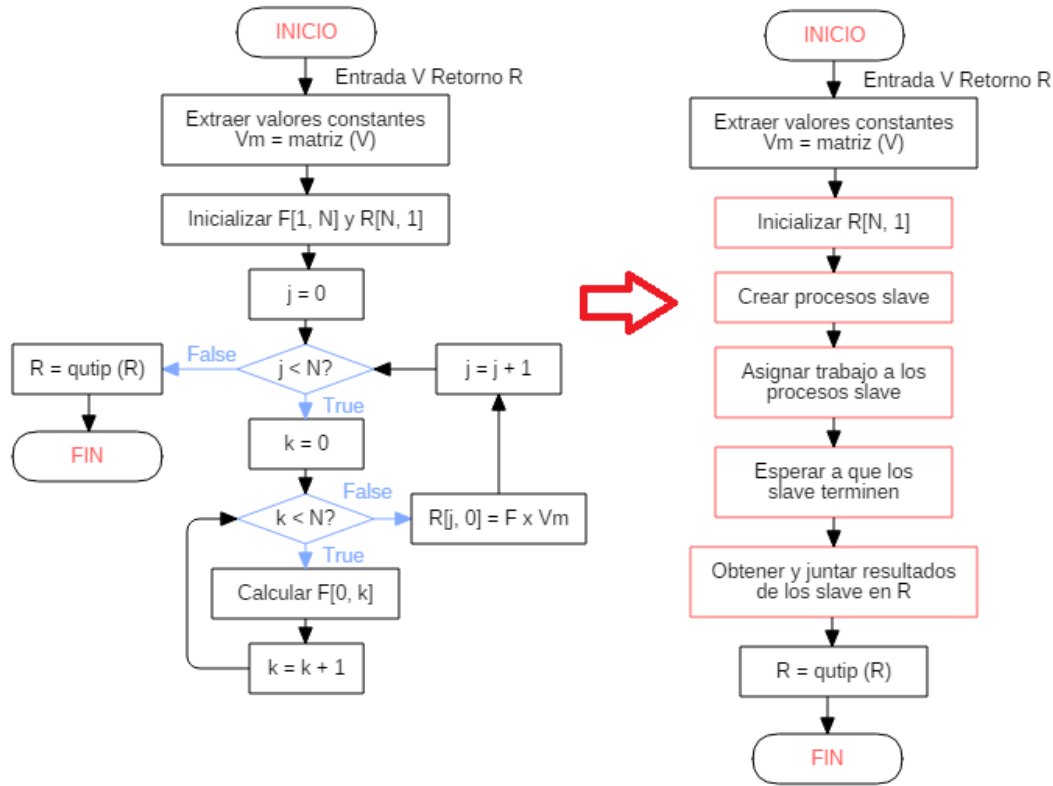 INICIO
Entrada V Retorno R
Extraer valores constantes
Vm = matriz (V)
Inicializar F[1, N] y R[N, 1]
j = 0
j < N?
False
True
R = qutip (R)
FIN
j = j + 1
k = 0
k < N?
False
True
R[j, 0] = F x Vm
Calcular F[0, k]
k = k + 1
INICIO
Entrada V Retorno R
Extraer valores constantes
Vm = matriz (V)
Inicializar R[N, 1]
Crear procesos slave
Asignar trabajo a los
procesos slave
Esperar a que los
slave terminen
Obtener y juntar resultados
de los slave en R
R = qutip (R)
FIN